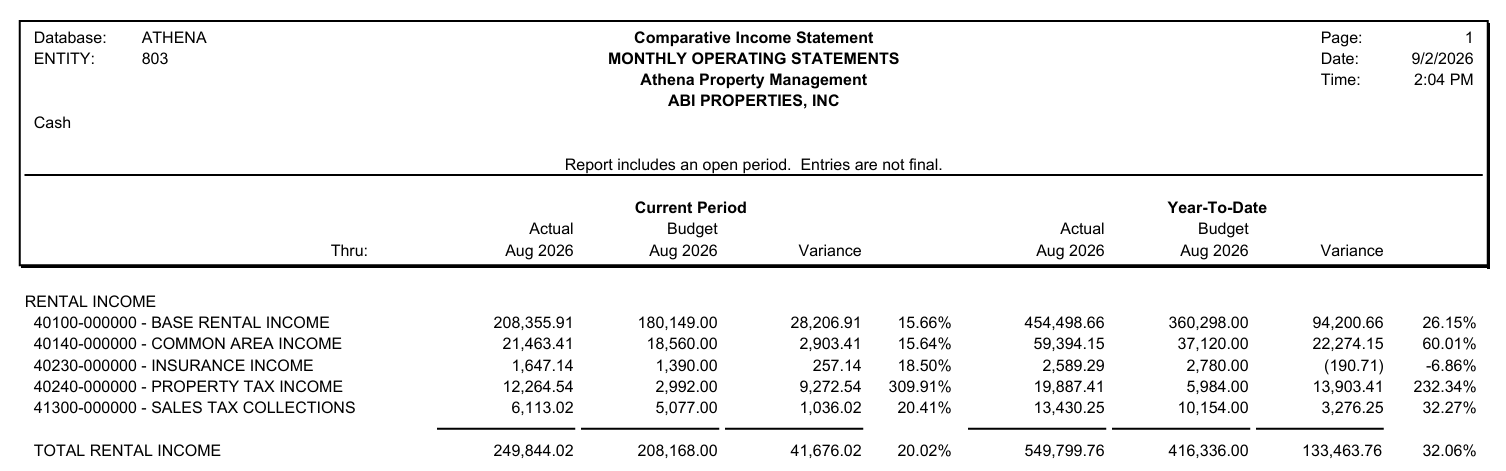 Database: ATHENA Comparative Income Statement Page: 1
ENTITY: 803 MONTHLY OPERATING STATEMENTS Date: 9/2/2026
Athena Property Management Time: 2:04 PM
ABI PROPERTIES, INC
Cash
Report includes an open period. Entries are not final.
Current Period Year-To-Date
Actual Budget Actual Budget
Thru: Aug 2026 Aug 2026 Variance Aug 2026 Aug 2026 Variance
RENTAL INCOME
40100-000000 - BASE RENTAL INCOME 208,355.91 180,149.00 28,206.91 15.66% 454,498.66 360,298.00 94,200.66 26.15%
40140-000000 - COMMON AREA INCOME 21,463.41 18,560.00 2,903.41 15.64% 59,394.15 37,120.00 22,274.15 60.01%
40230-000000 - INSURANCE INCOME 1,647.14 1,390.00 257.14 18.50% 2,589.29 2,780.00 (190.71) -6.86%
40240-000000 - PROPERTY TAX INCOME 12,264.54 2,992.00 9,272.54 309.91% 19,887.41 5,984.00 13,903.41 232.34%
41300-000000 - SALES TAX COLLECTIONS 6,113.02 5,077.00 1,036.02 20.41% 13,430.25 10,154.00 3,276.25 32.27%
TOTAL RENTAL INCOME 249,844.02 208,168.00 41,676.02 20.02% 549,799.76 416,336.00 133,463.76 32.06%